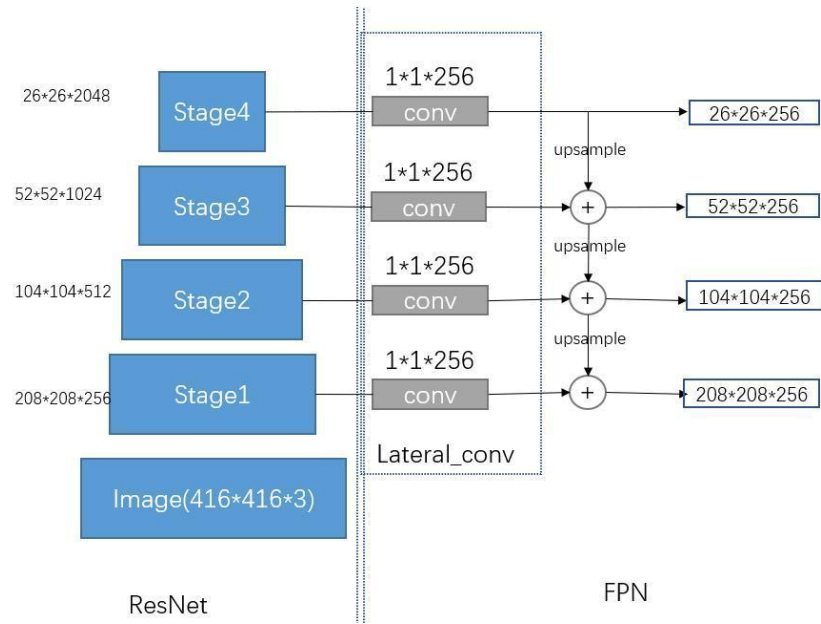 26*26*2048
Stage4
1*1*256
conv
26*26*256
upsample
52*52*1024
Stage3
1*1*256
conv
+
52*52*256
upsample
104*104*512
Stage2
1*1*256
conv
+
104*104*256
upsample
208*208*256
Stage1
1*1*256
conv
+
208*208*256
Lateral_conv
Image(416*416*3)
ResNet
FPN